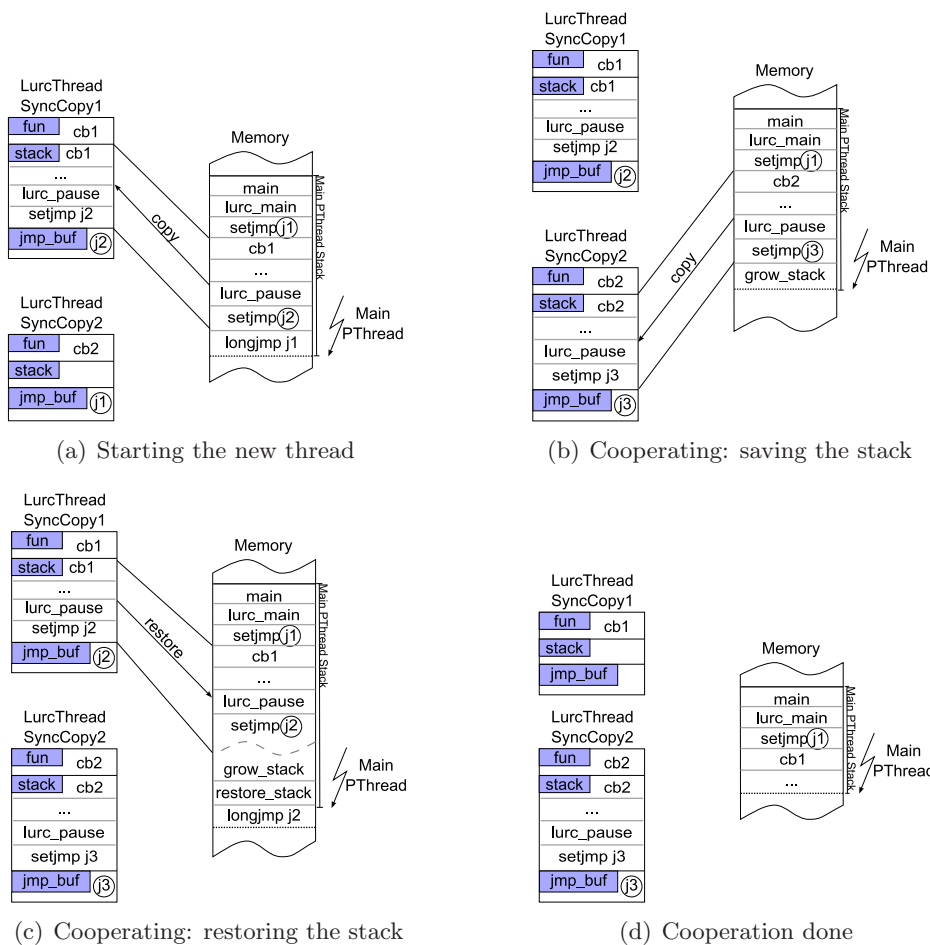 LurcThread
SyncCopy1
fun cb1
stack cb1
...
lurc_pause
setjmp j2
jmp_buf j2
LurcThread
SyncCopy2
fun cb2
stack
jmp_buf j1
copy
Memory
main
lurc_main
setjmp j1
cb1
...
lurc_pause
setjmp j2
longjmp j1
Main PThread Stack
Main
PThread
(a) Starting the new thread
LurcThread
SyncCopy1
fun cb1
stack cb1
...
lurc_pause
setjmp j2
jmp_buf j2
LurcThread
SyncCopy2
fun cb2
stack cb2
...
lurc_pause
setjmp j3
jmp_buf j3
copy
Memory
main
lurc_main
setjmp j1
cb2
...
lurc_pause
setjmp j3
grow_stack
Main PThread Stack
Main
PThread
(b) Cooperating: saving the stack
LurcThread
SyncCopy1
fun cb1
stack cb1
...
lurc_pause
setjmp j2
jmp_buf j2
LurcThread
SyncCopy2
fun cb2
stack cb2
...
lurc_pause
setjmp j3
jmp_buf j3
restore
Memory
main
lurc_main
setjmp j1
cb1
...
lurc_pause
setjmp j2
grow_stack
restore_stack
longjmp j2
Main PThread Stack
Main
PThread
(c) Cooperating: restoring the stack
LurcThread
SyncCopy1
fun cb1
stack
jmp_buf
LurcThread
SyncCopy2
fun cb2
stack cb2
...
lurc_pause
setjmp j3
jmp_buf j3
Memory
main
lurc_main
setjmp j1
cb1
...
Main PThread Stack
Main
PThread
(d) Cooperation done